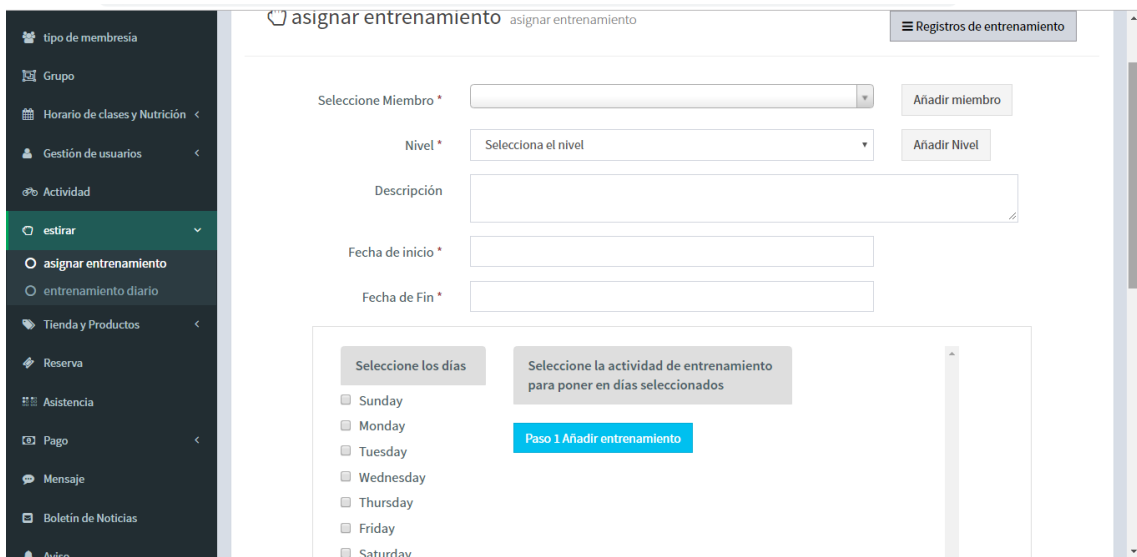 tipo de membresía
Grupo
Horario de clases y Nutrición
Gestión de usuarios
Actividad
estirar
asignar entrenamiento
entrenamiento diario
Tienda y Productos
Reserva
Asistencia
Pago
Mensaje
Boletín de Noticias
Aviso
asignar entrenamiento asignar entrenamiento
Registros de entrenamiento
Seleccione Miembro *
Añadir miembro
Nivel *
Selecciona el nivel
Añadir Nivel
Descripción
Fecha de inicio *
Fecha de Fin *
Seleccione los días
Sunday
Monday
Tuesday
Wednesday
Thursday
Friday
Saturday
Seleccione la actividad de entrenamiento
para poner en días seleccionados
Paso 1 Añadir entrenamiento